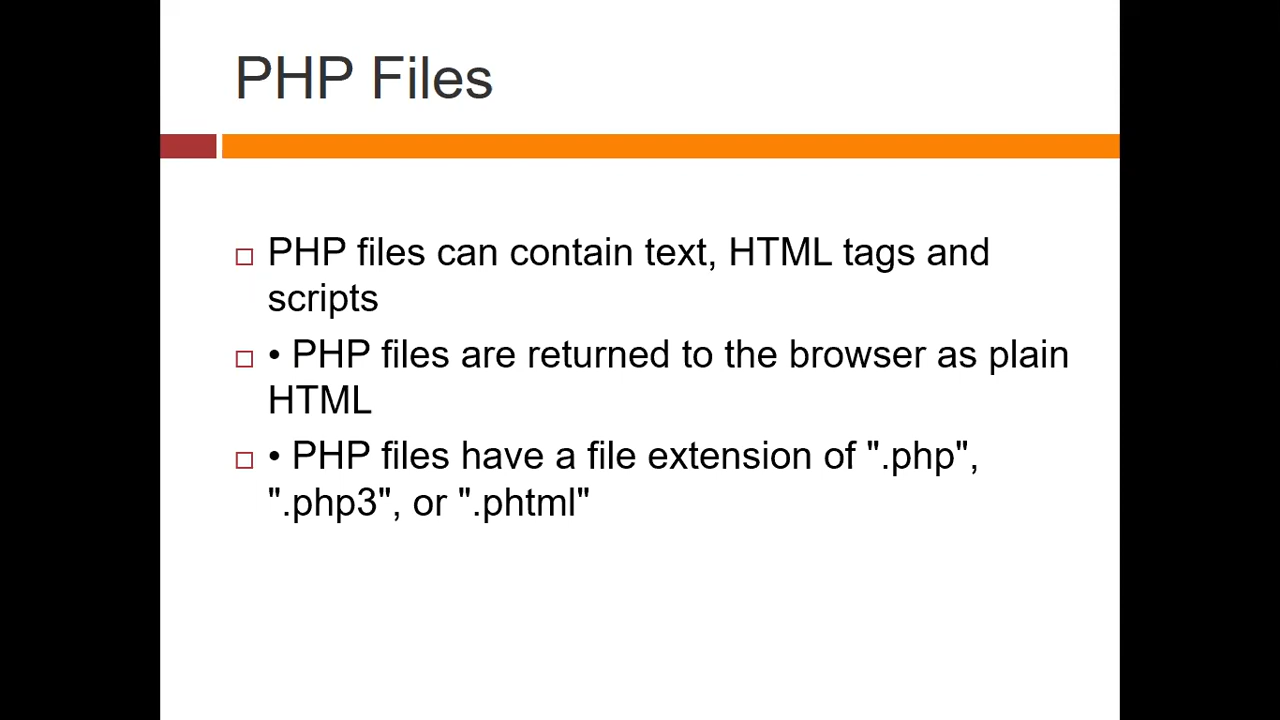 PHP Files
PHP files can contain text, HTML tags and
scripts
• PHP files are returned to the browser as plain
HTML
• PHP files have a file extension of ".php",
".php3", or ".phtml"